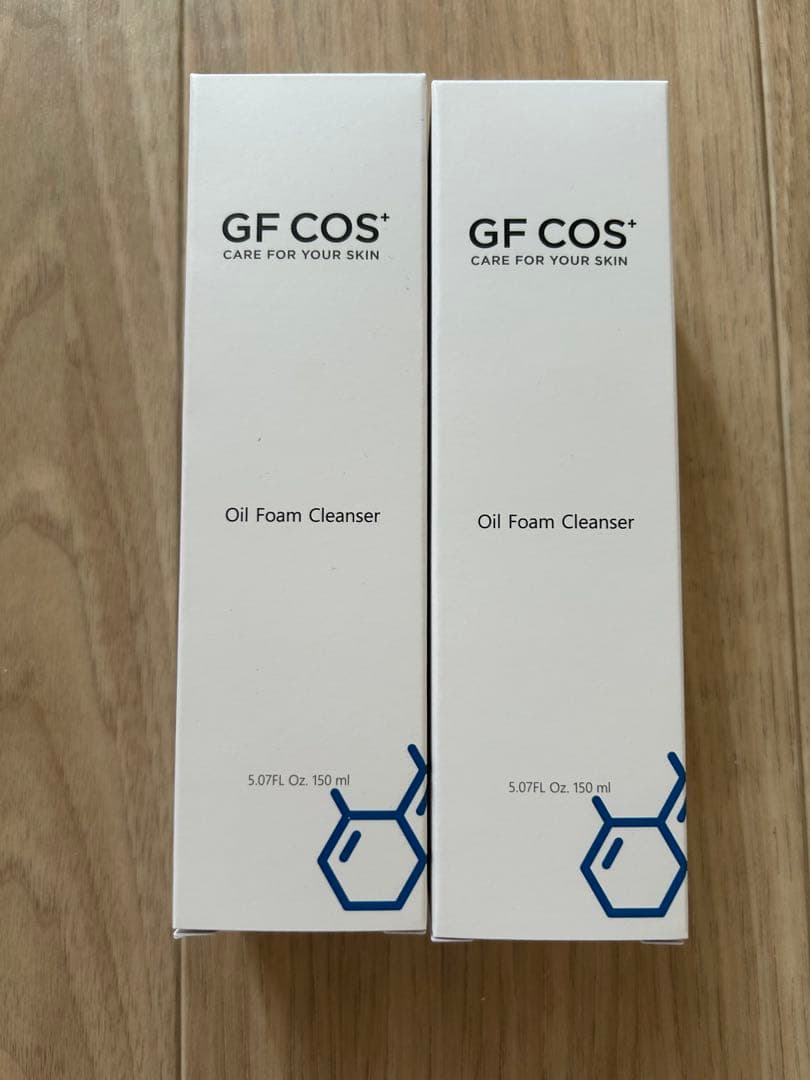 GF COS+
CARE FOR YOUR SKIN
Oil Foam Cleanser
5.07FL Oz. 150 ml
GF COS+
CARE FOR YOUR SKIN
Oil Foam Cleanser
5.07FL Oz. 150 ml